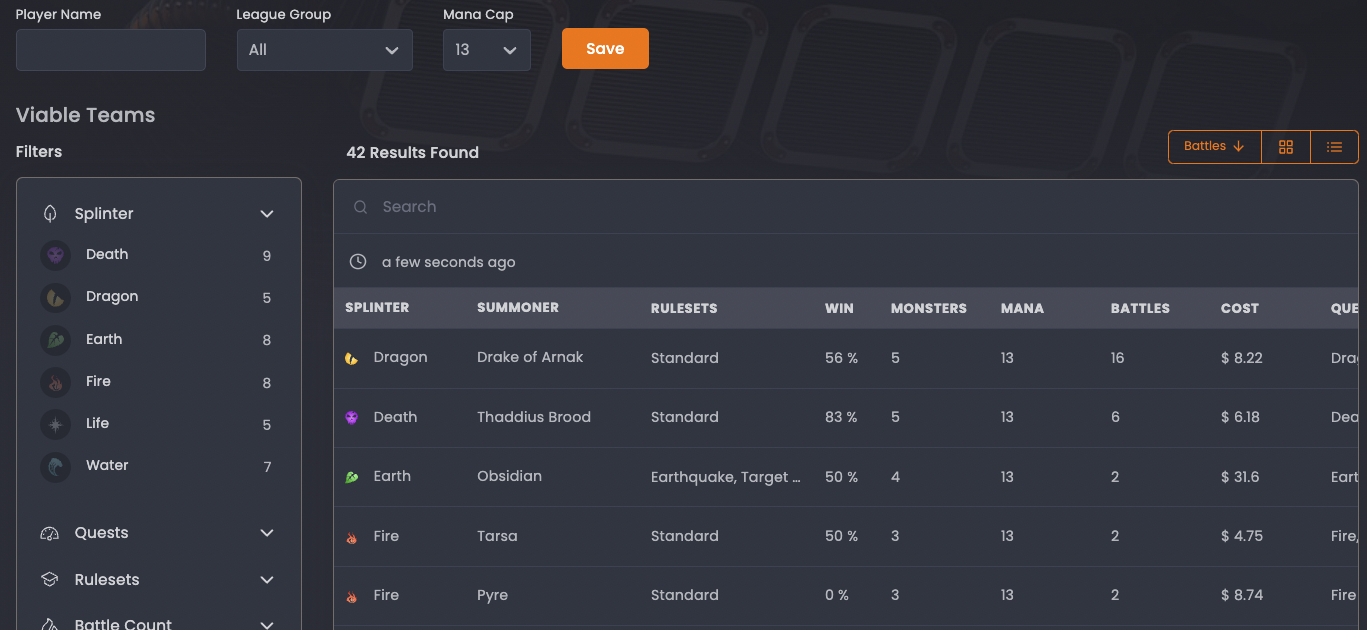 Player Name League Group Mana Cap
All 13 Save
Viable Teams
Filters
42 Results Found
Battles
Splinter
Death 9
Dragon 5
Earth 8
Fire 8
Life 5
Water 7
Quests
Rulesets
Battle Count
Search
a few seconds ago
SPLINTER SUMMONER RULESETS WIN MONSTERS MANA BATTLES COST QUE
Dragon Drake of Arnak Standard 56 % 5 13 16 $ 8.22 Dra
Death Thaddius Brood Standard 83 % 5 13 6 $ 6.18 Dea
Earth Obsidian Earthquake, Target ... 50 % 4 13 2 $ 31.6 Eart
Fire Tarsa Standard 50 % 3 13 2 $ 4.75 Fire,
Fire Pyre Standard 0 % 3 13 2 $ 8.74 Fire